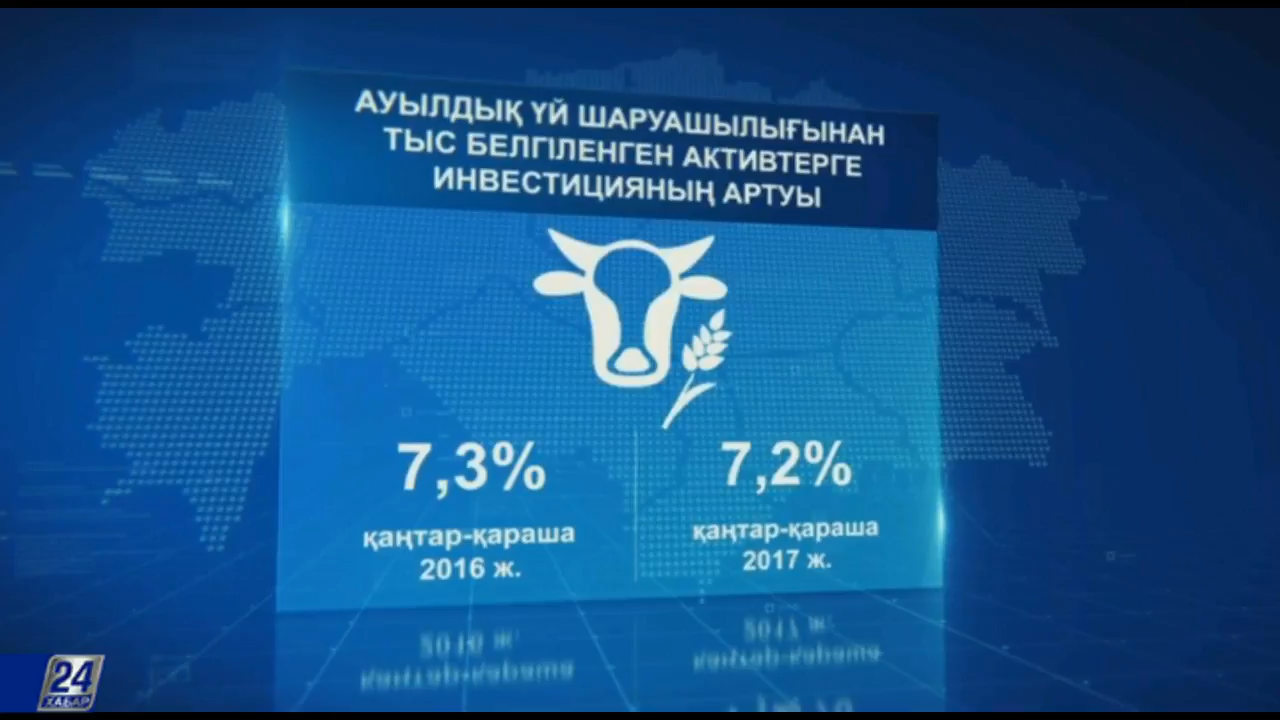 АУЫЛДЫҚ ҮЙ ШАРУАШЫЛЫҒЫНАН
ТЫС БЕЛГІЛЕНГЕН АКТИВТЕРГЕ
ИНВЕСТИЦИЯНЫҢ АРТУЫ
7,3%
қаңтар-қараша
2016 ж.
7,2%
қаңтар-қараша
2017 ж.
24
ХАБАР